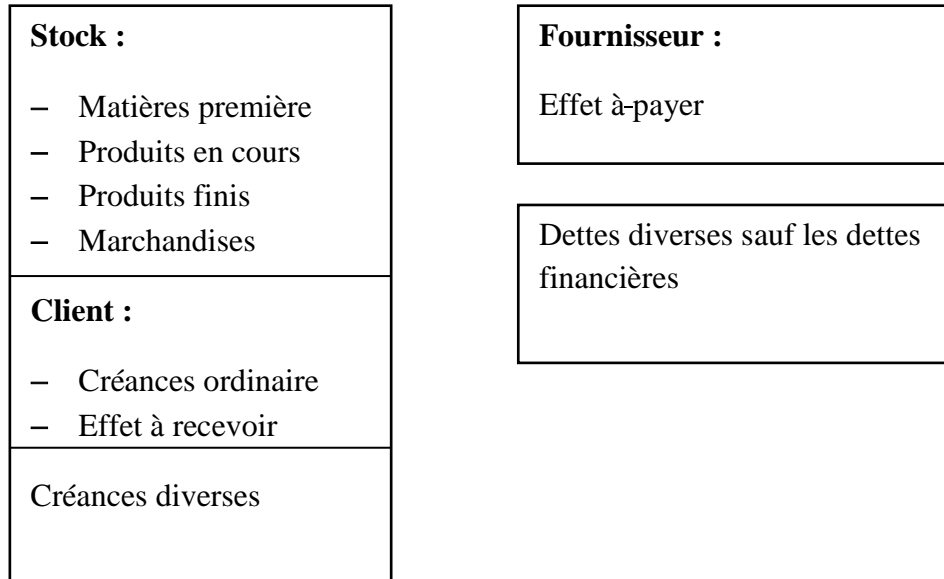 Stock :
– Matières première
– Produits en cours
– Produits finis
– Marchandises
Client :
– Créances ordinaire
– Effet à recevoir
Créances diverses
Fournisseur :
Effet à-payer
Dettes diverses sauf les dettes
financières